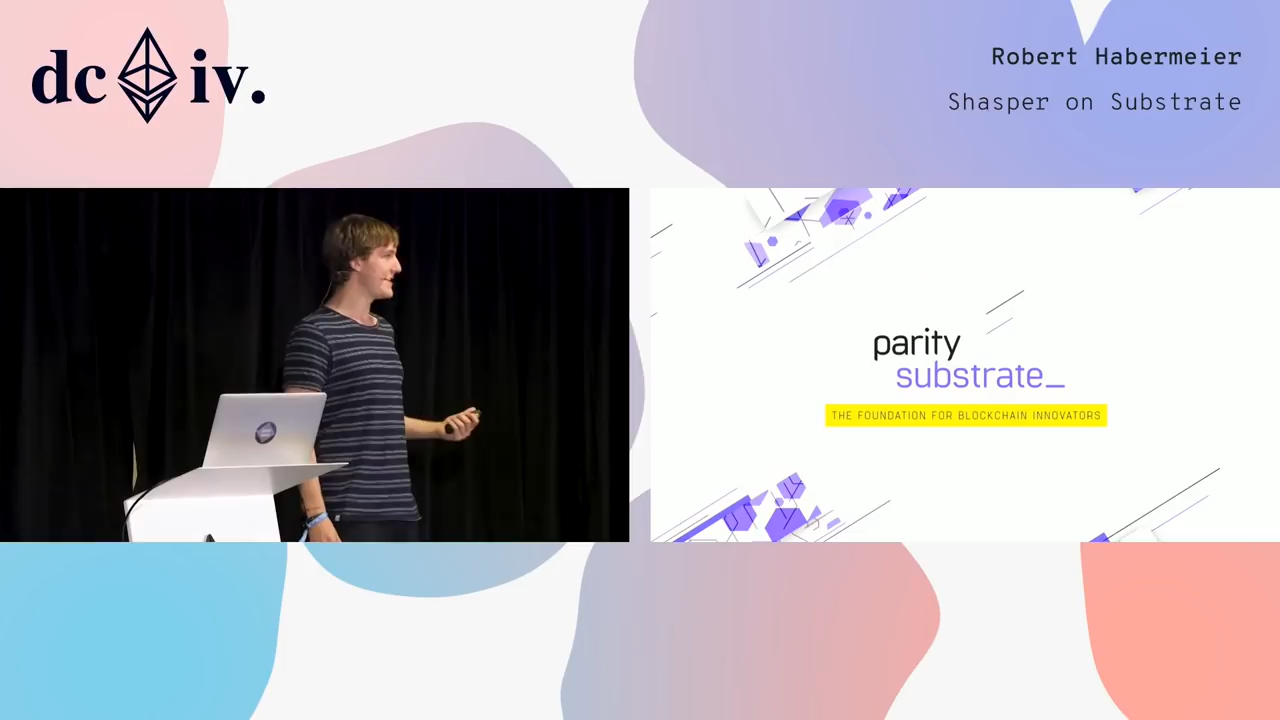 dc iv.
Robert Habermeier
Shasper on Substrate
parity
substrate_
THE FOUNDATION FOR BLOCKCHAIN INNOVATORS